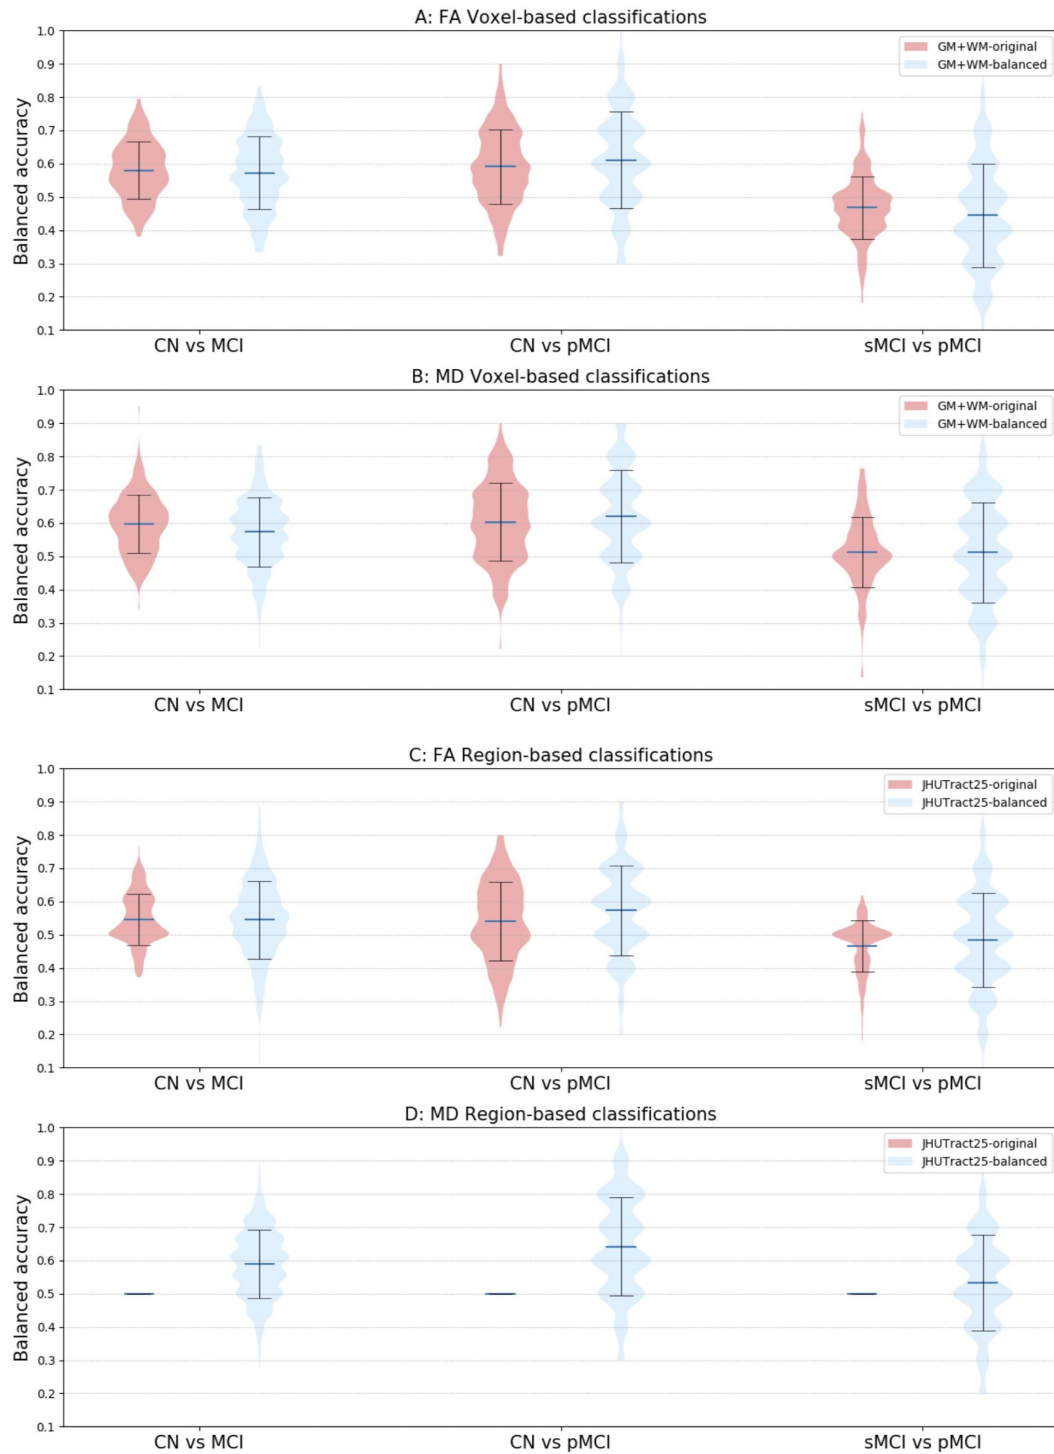 A: FA Voxel-based classifications
Balanced accuracy
1.0
0.9
0.8
0.7
0.6
0.5
0.4
0.3
0.2
0.1
GM+WM-original
GM+WM-balanced
CN vs MCI
CN vs pMCI
sMCI vs pMCI
B: MD Voxel-based classifications
Balanced accuracy
1.0
0.9
0.8
0.7
0.6
0.5
0.4
0.3
0.2
0.1
GM+WM-original
GM+WM-balanced
CN vs MCI
CN vs pMCI
sMCI vs pMCI
C: FA Region-based classifications
Balanced accuracy
1.0
0.9
0.8
0.7
0.6
0.5
0.4
0.3
0.2
0.1
JHUTract25-original
JHUTract25-balanced
CN vs MCI
CN vs pMCI
sMCI vs pMCI
D: MD Region-based classifications
Balanced accuracy
1.0
0.9
0.8
0.7
0.6
0.5
0.4
0.3
0.2
0.1
JHUTract25-original
JHUTract25-balanced
CN vs MCI
CN vs pMCI
sMCI vs pMCI